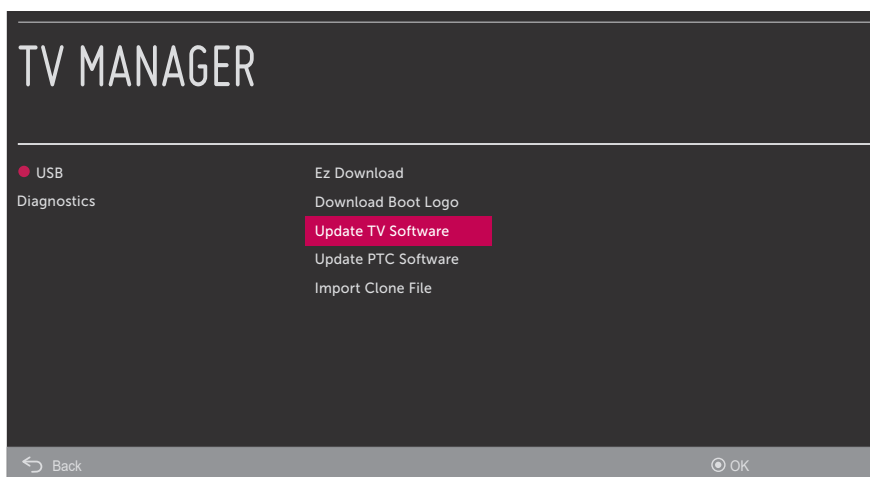 TV MANAGER
USB
Diagnostics
Ez Download
Download Boot Logo
Update TV Software
Update PTC Software
Import Clone File
Back
OK